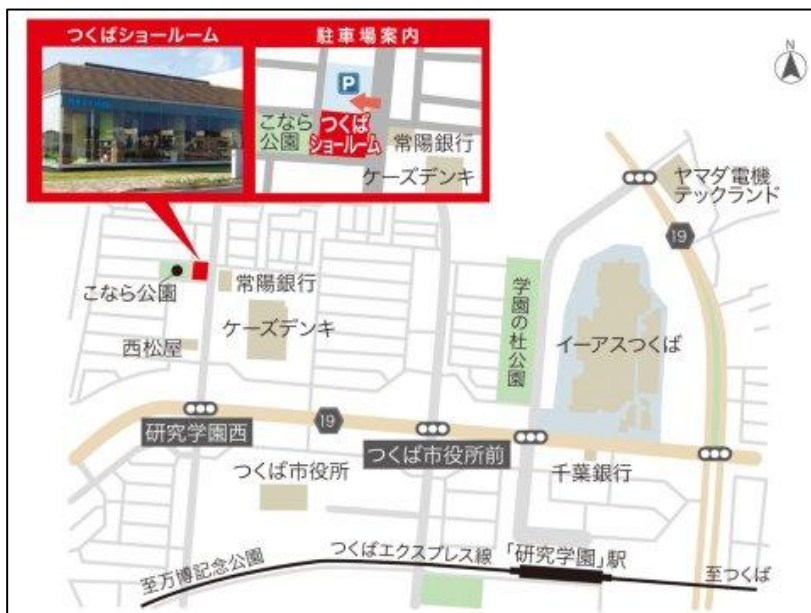 つくばショールーム
駐車場案内
P
こなら
公園
つくば
ショールーム
常陽銀行
ケーズデンキ
N
ヤマダ電機
テックランド
19
こなら公園
常陽銀行
ケーズデンキ
西松屋
学園の杜公園
イーアスつくば
研究学園西
19
つくば市役所前
つくば市役所
千葉銀行
つくばエクスプレス線
「研究学園」駅
至万博記念公園
至つくば